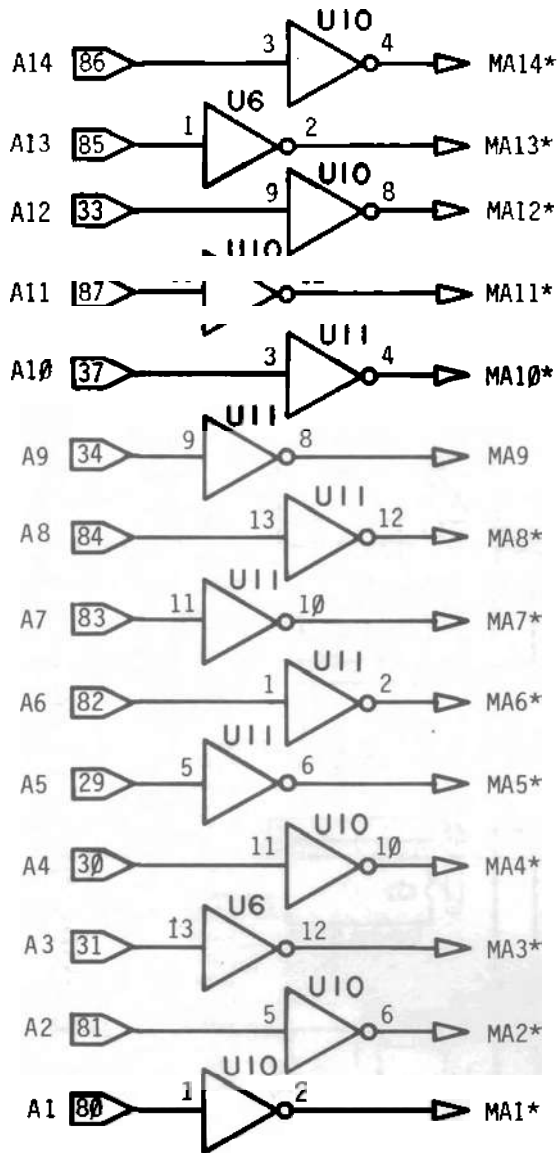 U10
A14 86 3 4 MA14*
U6
A13 85 1 2 MA13*
U10
A12 33 9 8 MA12*
U10
A11 87 MA11*
U11
A1Ø 37 3 4 MA1Ø*
U11
A9 34 9 8 MA9
U11
A8 84 13 12 MA8*
U11
A7 83 11 1Ø MA7*
U11
A6 82 1 2 MA6*
U11
A5 29 5 6 MA5*
U10
A4 3Ø 11 1Ø MA4*
U6
A3 31 13 12 MA3*
U10
A2 81 5 6 MA2*
U10
A1 8Ø 1 2 MA1*